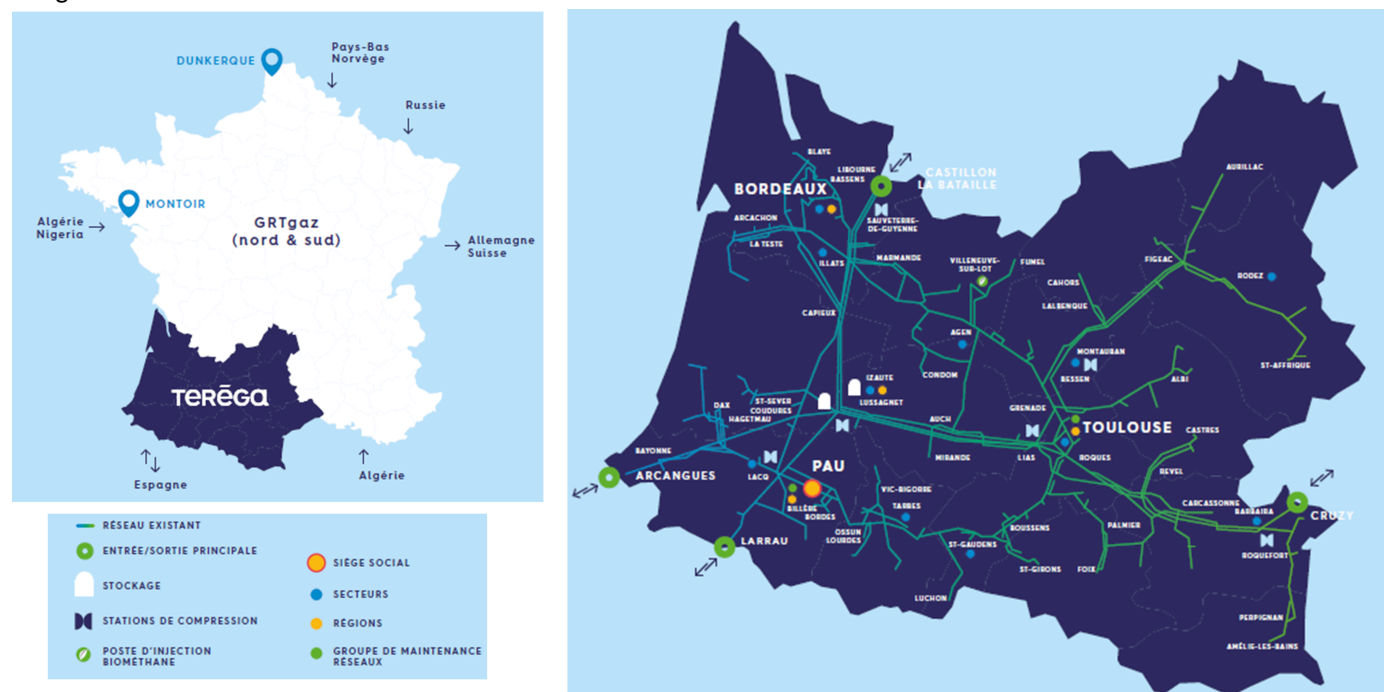 DUNKERQUE
Pays-Bas
Norvège
Russie
MONTOIR
Algérie
Nigeria
GRTgaz
(nord & sud)
Allemagne
Suisse
TERĒGA
Espagne
Algérie
RÉSEAU EXISTANT
ENTRÉE/SORTIE PRINCIPALE
STOCKAGE
STATIONS DE COMPRESSION
POSTE D'INJECTION
BIOMÉTHANE
SIÈGE SOCIAL
SECTEURS
RÉGIONS
GROUPE DE MAINTENANCE
RÉSEAUX
BLAYE
LIBOURNE
BASSENS
CASTILLON
LA BATAILLE
AURILLAC
BORDEAUX
ARCACHON
SAUVETERRE-
DE-GUYENNE
LA TESTE
ILLATS
MARMANDE
VILLENEUVE-
SUR-LOT
FUMEL
FIGEAC
CAHORS
RODEZ
LALBENQUE
CAPIEUX
AGEN
MONTAUBAN
BESSEN
ST-AFFRIQUE
CONDOM
IZAUTE
ALBI
LUSSAGNET
DAX
ST-SEVER
COUDURES
HAGETMAU
GRENADE
AUCH
TOULOUSE
CASTRES
BAYONNE
MIRANDE
LIAS
ROQUES
ARCANGUES
LACQ
PAU
REVEL
VIC-BIGORRE
TARBES
BILLÈRE
BORDES
CARCASSONNE
BARBAIRA
CRUZY
OSSUN
LOURDES
BOUSSENS
PALMIER
LARRAU
ST-GAUDENS
ROQUEFORT
ST-GIRONS
FOIX
LUCHON
PERPIGNAN
AMÉLIE-LES-BAINS